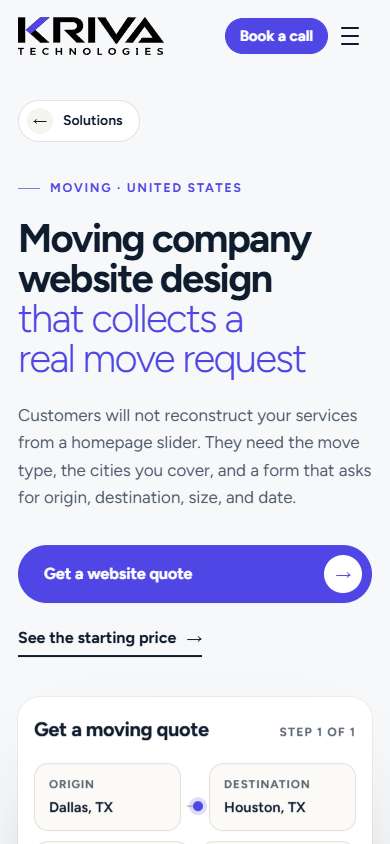 KRIVA
TECHNOLOGIES
Book a call
← Solutions
MOVING · UNITED STATES
Moving company
website design
that collects a
real move request
Customers will not reconstruct your services
from a homepage slider. They need the move
type, the cities you cover, and a form that asks
for origin, destination, size, and date.
Get a website quote →
See the starting price →
Get a moving quote
STEP 1 OF 1
ORIGIN
Dallas, TX
DESTINATION
Houston, TX